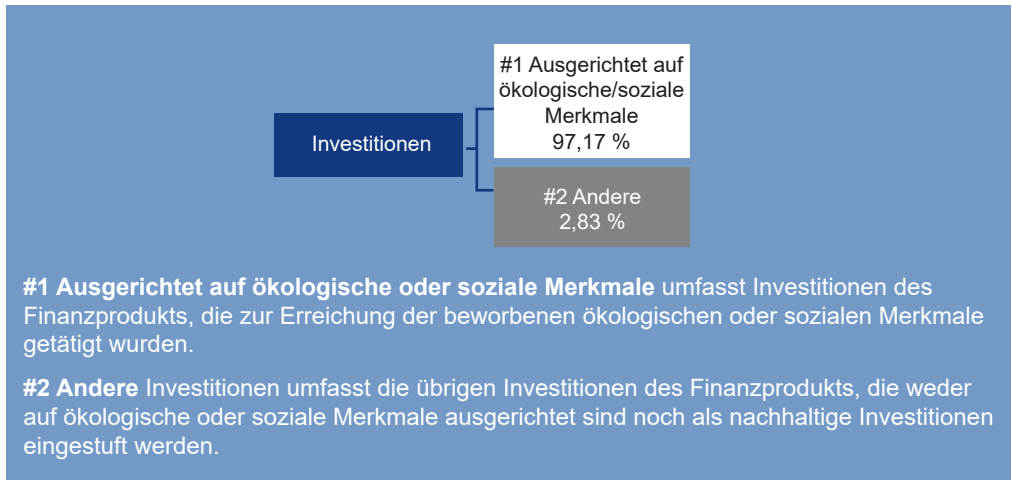 #1 Ausgerichtet auf
ökologische/soziale
Merkmale
97,17 %
Investitionen
#2 Andere
2,83 %
#1 Ausgerichtet auf ökologische oder soziale Merkmale umfasst Investitionen des
Finanzprodukts, die zur Erreichung der beworbenen ökologischen oder sozialen Merkmale
getätigt wurden.
#2 Andere Investitionen umfasst die übrigen Investitionen des Finanzprodukts, die weder
auf ökologische oder soziale Merkmale ausgerichtet sind noch als nachhaltige Investitionen
eingestuft werden.